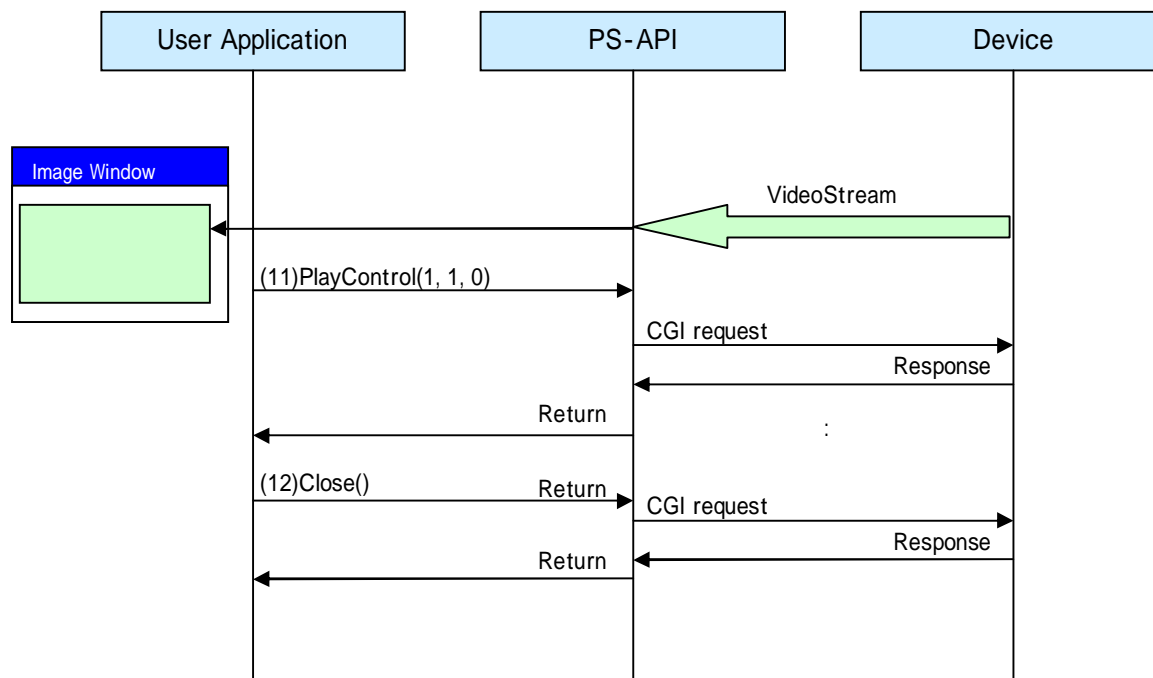 User Application
PS-API
Device
Image Window
VideoStream
(11)PlayControl(1, 1, 0)
CGI request
Response
Return
:
(12)Close()
Return
CGI request
Response
Return